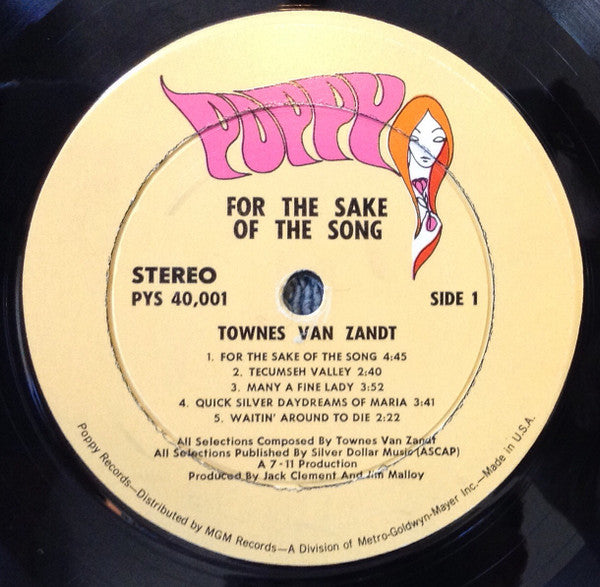 POPPY
FOR THE SAKE
OF THE SONG
STEREO
PYS 40,001
SIDE 1
TOWNES VAN ZANDT
1. FOR THE SAKE OF THE SONG 4:45
2. TECUMSEH VALLEY 2:40
3. MANY A FINE LADY 3:52
4. QUICK SILVER DAYDREAMS OF MARIA 3:41
5. WAITIN' AROUND TO DIE 2:22
All Selections Composed By Townes Van Zandt
All Selections Published By Silver Dollar Music (ASCAP)
A 7-11 Production
Produced By Jack Clement And Jim Malloy
Poppy Records—Distributed by MGM Records—A Division of Metro-Goldwyn-Mayer Inc.—Made in U.S.A.